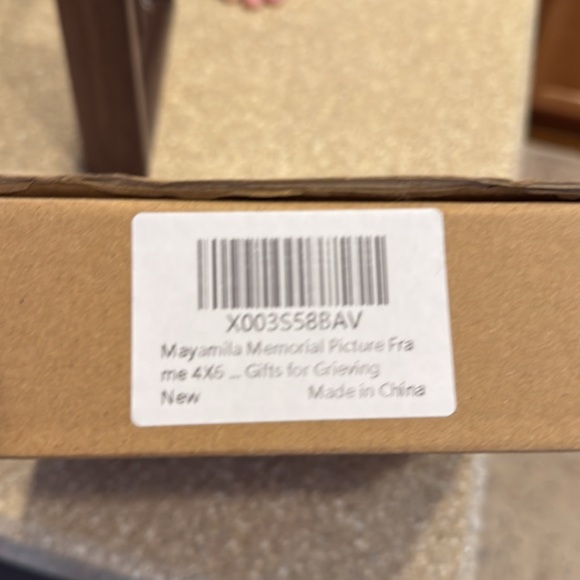 X003S58BAV
Mayamila Memorial Picture Fra
me 4X6 ... Gifts for Grieving
New Made in China